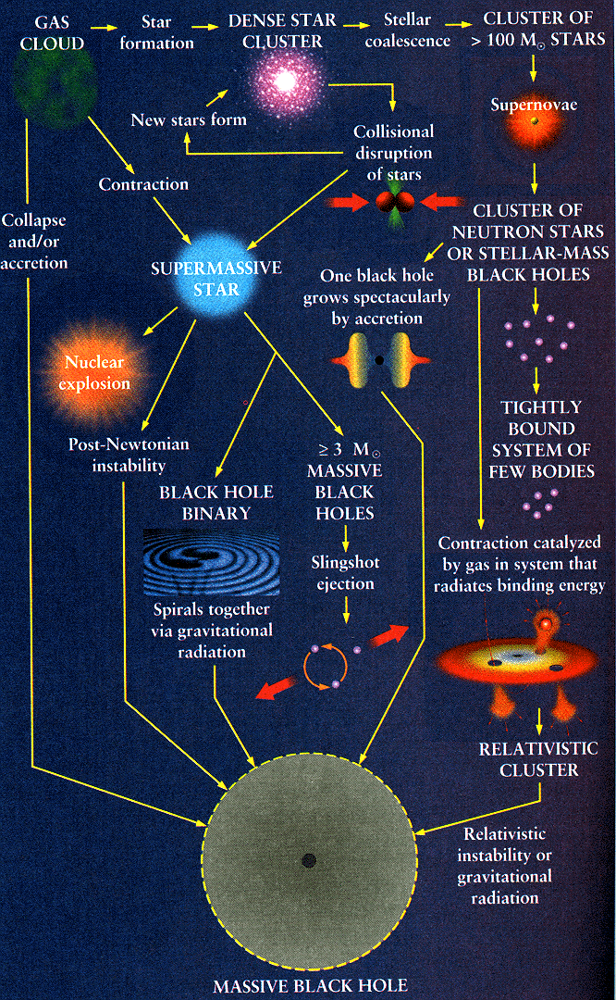 GAS
CLOUD
Star
formation
DENSE STAR
CLUSTER
Stellar
coalescence
CLUSTER OF
> 100 M☉ STARS
New stars form
Collisional
disruption
of stars
Supernovae
Contraction
Collapse
and/or
accretion
SUPERMASSIVE
STAR
CLUSTER OF
NEUTRON STARS
OR STELLAR-MASS
BLACK HOLES
One black hole
grows spectacularly
by accretion
Nuclear
explosion
Post-Newtonian
instability
BLACK HOLE
BINARY
≥ 3 M☉
MASSIVE
BLACK
HOLES
TIGHTLY
BOUND
SYSTEM OF
FEW BODIES
Slingshot
ejection
Contraction catalyzed
by gas in system that
radiates binding energy
Spirals together
via gravitational
radiation
RELATIVISTIC
CLUSTER
Relativistic
instability or
gravitational
radiation
MASSIVE BLACK HOLE